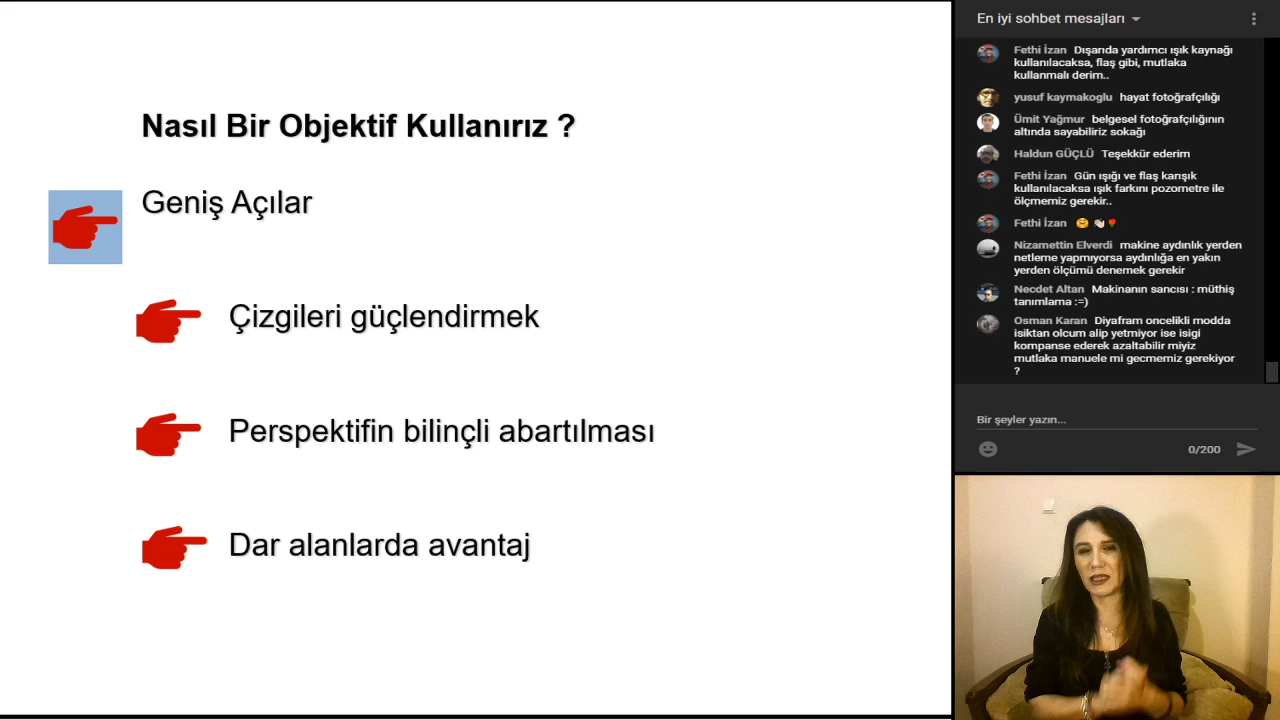 Nasıl Bir Objektif Kullanırız ?
Geniş Açılar
Çizgileri güçlendirmek
Perspektifin bilinçli abartılması
Dar alanlarda avantaj
En iyi sohbet mesajları
Fethi İzan Dışarıda yardımcı ışık kaynağı
kullanılacaksa, flaş gibi, mutlaka
kullanmalı derim..
yusuf kaymakoglu hayat fotoğrafçılığı
Ümit Yağmur belgesel fotoğrafçılığının
altında sayabiliriz sokağı
Haldun GÜÇLÜ Teşekkür ederim
Fethi İzan Gün ışığı ve flaş karışık
kullanılacaksa ışık farkını pozometre ile
ölçmemiz gerekir..
Fethi İzan
Nizamettin Elverdi makine aydınlık yerden
netleme yapmıyorsa aydınlığa en yakın
yerden ölçümü denemek gerekir
Necdet Altan Makinanın sancısı : müthiş
tanımlama :=)
Osman Karan Diyafram oncelikli modda
isiktan olcum alip yetmiyor ise isigi
kompanse ederek azaltabilir miyiz
mutlaka manuele mi gecmemiz gerekiyor
?
Bir şeyler yazın...
0/200